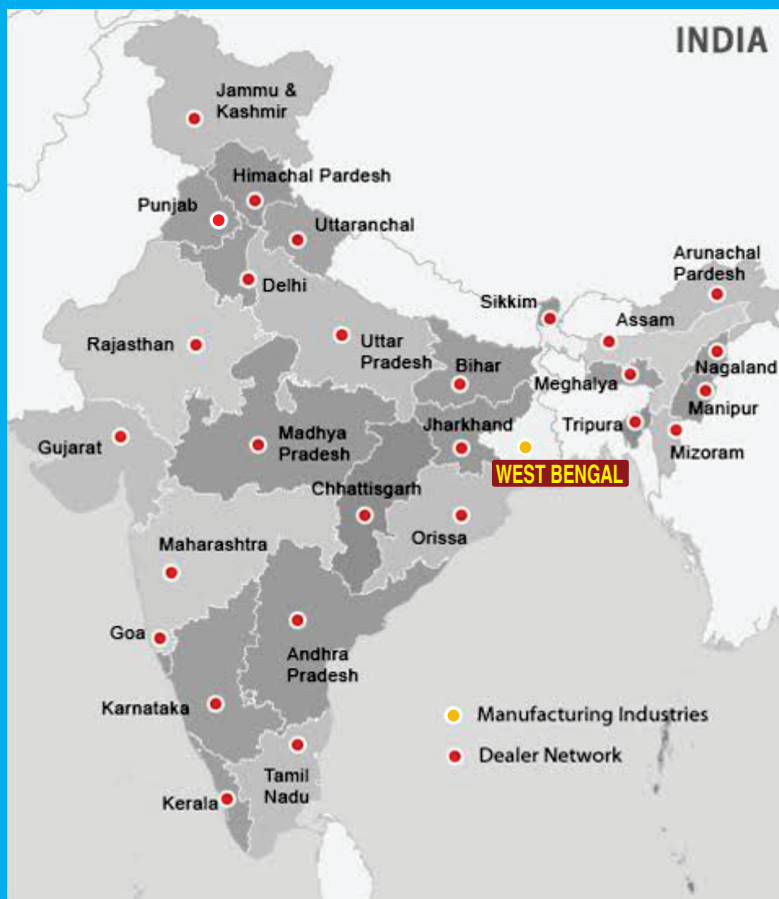 INDIA
Jammu &
Kashmir
Himachal Pardesh
Punjab
Uttaranchal
Delhi
Arunachal
Pardesh
Sikkim
Assam
Rajasthan
Uttar
Pradesh
Bihar
Nagaland
Meghalya
Manipur
Jharkhand
Tripura
Gujarat
Madhya
Pradesh
Mizoram
WEST BENGAL
Chhattisgarh
Orissa
Maharashtra
Goa
Andhra
Pradesh
Karnataka
Manufacturing Industries
Dealer Network
Tamil
Nadu
Kerala